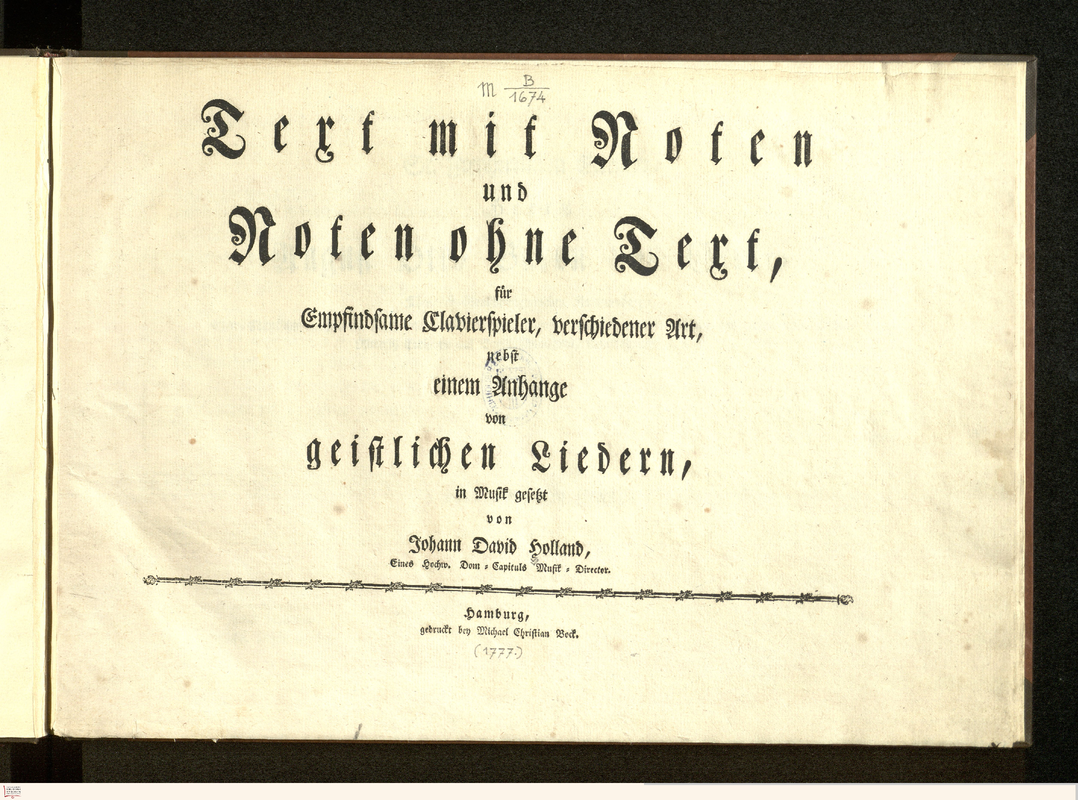 m B/1674
Text mit Noten
und
Noten ohne Text,
für
Empfindsame Clavierspieler, verschiedener Art,
nebst
einem Anhange
von
geistlichen Liedern,
in Musik gesetzt
von
Johann David Holland,
Eines Hochw. Dom = Capituls Musik = Director.
Hamburg,
gedruckt bey Michael Christian Bock.
(1777.)